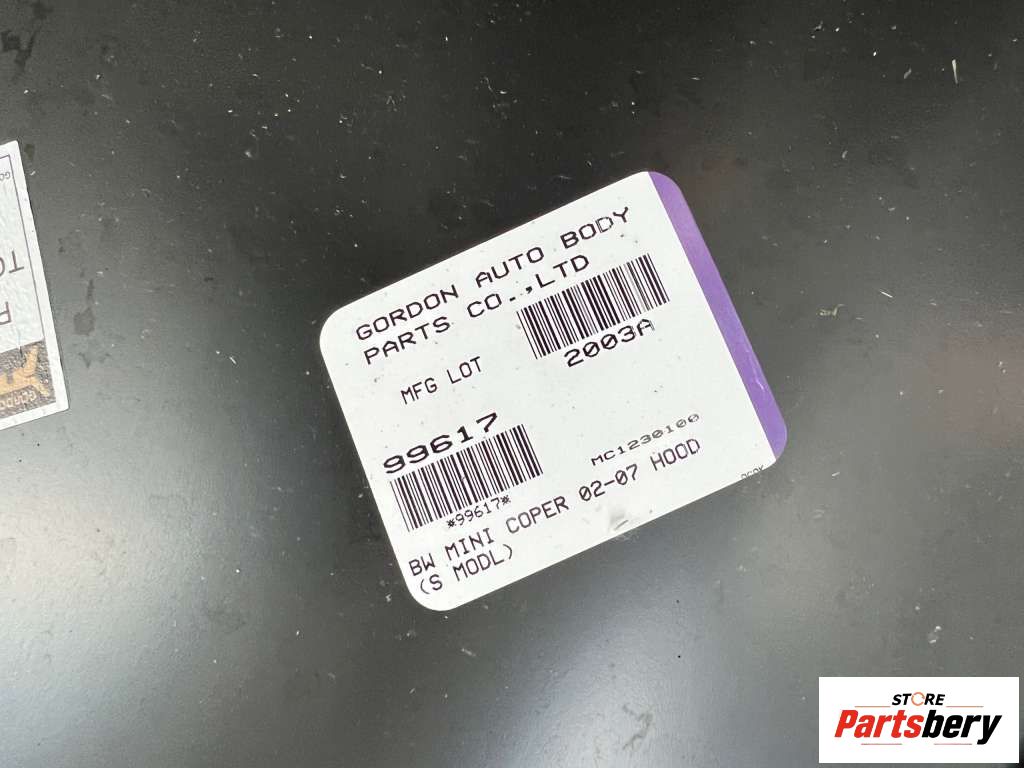 GORDON AUTO BODY
PARTS CO.,LTD
MFG LOT
2003A
99617
*99617*
MC1230100
BW MINI COPER 02-07 HOOD
(S MODL)
STORE
Partsbery